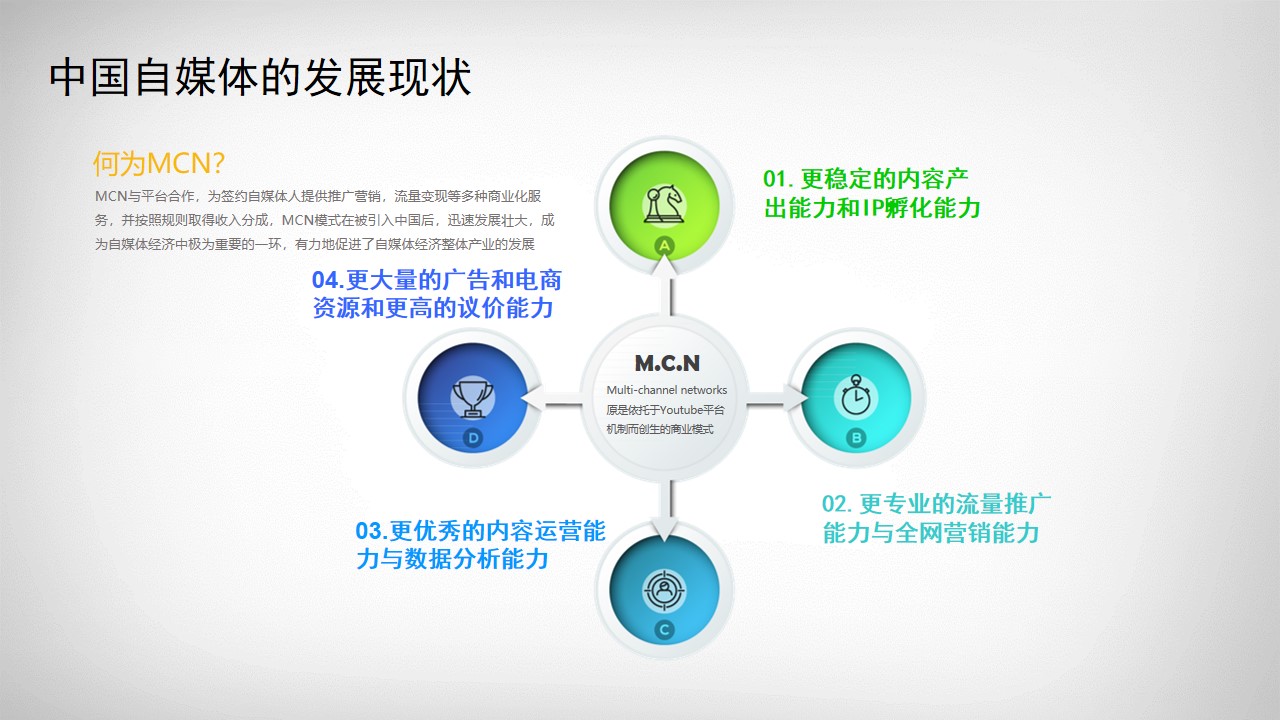 中国自媒体的发展现状
何为MCN?
MCN与平台合作，为签约自媒体人提供推广营销，流量变现等多种商业化服
务，并按照规则取得收入分成，MCN模式在被引入中国后，迅速发展壮大，成
为自媒体经济中极为重要的一环，有力地促进了自媒体经济整体产业的发展
A
01. 更稳定的内容产
出能力和IP孵化能力
04.更大量的广告和电商
资源和更高的议价能力
D
M.C.N
Multi-channel networks
原是依托于Youtube平台
机制而创生的商业模式
B
02. 更专业的流量推广
能力与全网营销能力
03.更优秀的内容运营能
力与数据分析能力
C